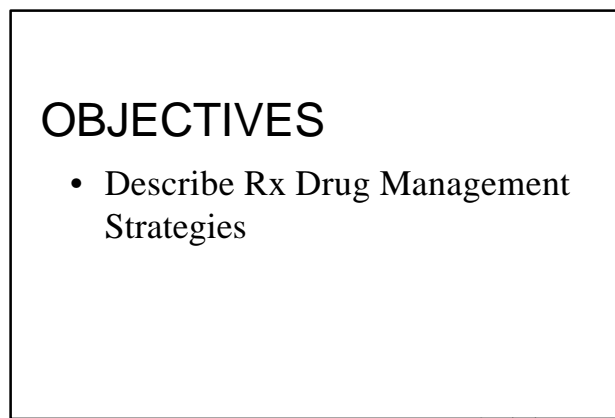 OBJECTIVES
• Describe Rx Drug Management
Strategies